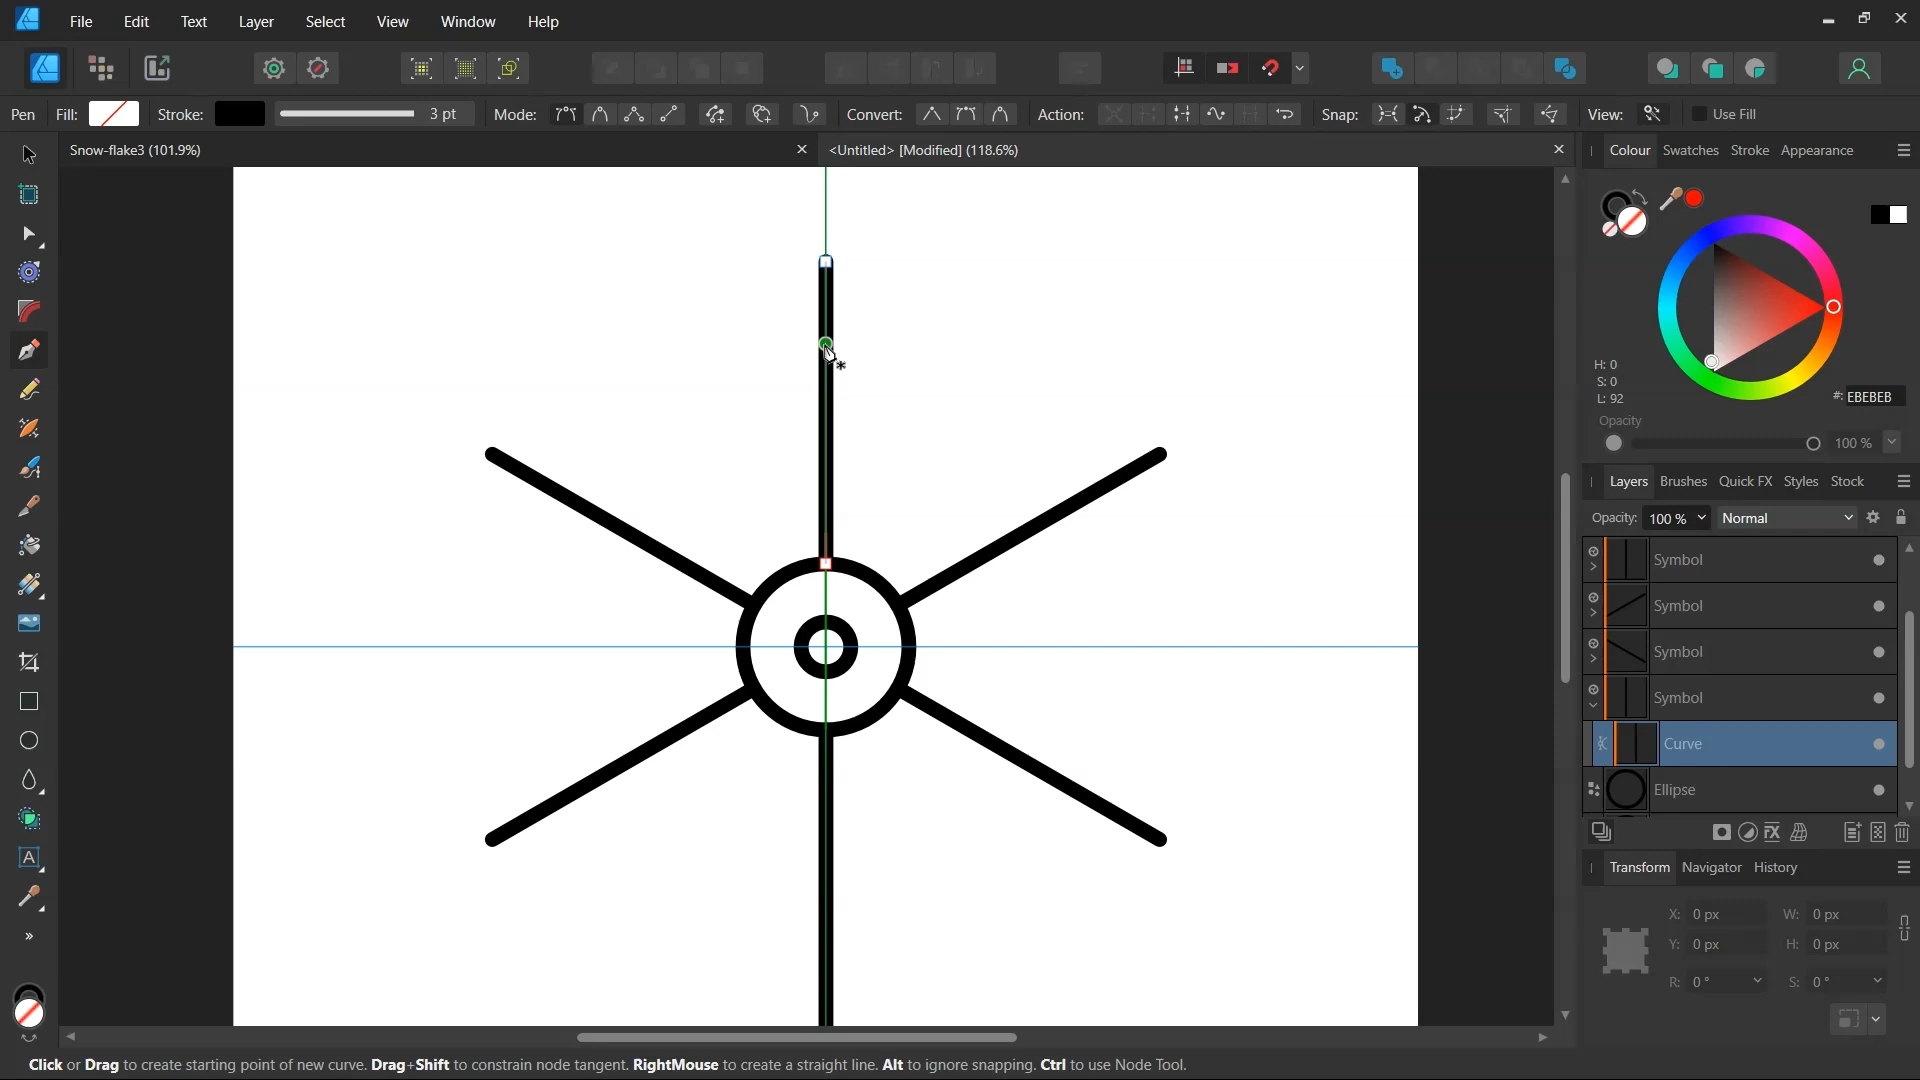 File Edit Text Layer Select View Window Help
Pen Fill: Stroke: 3 pt Mode: Convert: Action: Snap: View: Use Fill
Snow-flake3 (101.9%)
<Untitled> [Modified] (118.6%)
Colour Swatches Stroke Appearance
H: 0
S: 0
L: 92
#: EBEBEB
Opacity
100 %
Layers Brushes Quick FX Styles Stock
Opacity: 100 % Normal
Symbol
Symbol
Symbol
Symbol
Curve
Ellipse
Transform Navigator History
X: 0 px W: 0 px
Y: 0 px H: 0 px
R: 0 ° S: 0 °
Click or Drag to create starting point of new curve. Drag+Shift to constrain node tangent. RightMouse to create a straight line. Alt to ignore snapping. Ctrl to use Node Tool.